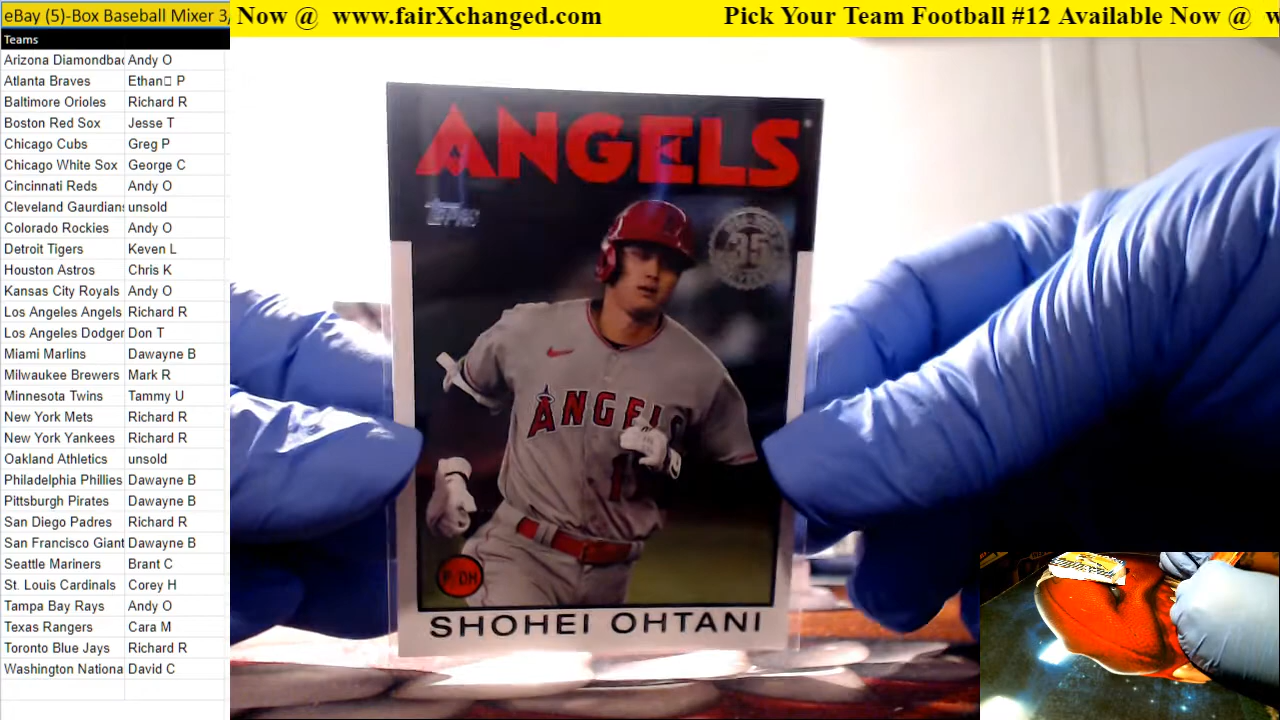 eBay (5)-Box Baseball Mixer 3/
Now @ www.fairXchanged.com
Pick Your Team Football #12 Available Now @ w
Teams
Arizona Diamondbac Andy O
Atlanta Braves Ethan□ P
Baltimore Orioles Richard R
Boston Red Sox Jesse T
Chicago Cubs Greg P
Chicago White Sox George C
Cincinnati Reds Andy O
Cleveland Gaurdians unsold
Colorado Rockies Andy O
Detroit Tigers Keven L
Houston Astros Chris K
Kansas City Royals Andy O
Los Angeles Angels Richard R
Los Angeles Dodger Don T
Miami Marlins Dawayne B
Milwaukee Brewers Mark R
Minnesota Twins Tammy U
New York Mets Richard R
New York Yankees Richard R
Oakland Athletics unsold
Philadelphia Phillies Dawayne B
Pittsburgh Pirates Dawayne B
San Diego Padres Richard R
San Francisco Giant Dawayne B
Seattle Mariners Brant C
St. Louis Cardinals Corey H
Tampa Bay Rays Andy O
Texas Rangers Cara M
Toronto Blue Jays Richard R
Washington Nationa David C
ANGELS
TOPPS
35
ANGELS
P/DH
SHOHEI OHTANI